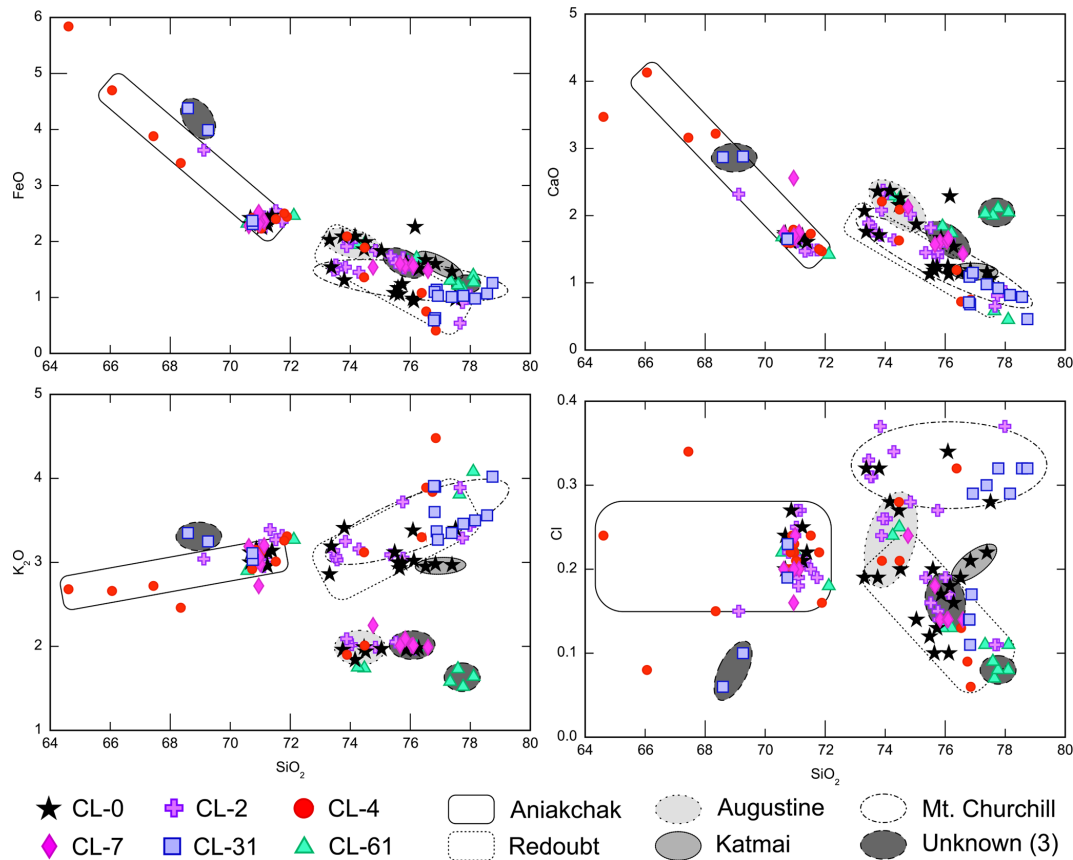 6
5
4
3
2
1
0
FeO
64 66 68 70 72 74 76 78 80
5
4
3
2
1
0
CaO
64 66 68 70 72 74 76 78 80
5
4
3
2
1
K₂O
64 66 68 70 72 74 76 78 80
SiO₂
0.4
0.3
0.2
0.1
0.0
Cl
64 66 68 70 72 74 76 78 80
SiO₂
CL-0 CL-2 CL-4 Aniakchak Augustine Mt. Churchill
CL-7 CL-31 CL-61 Redoubt Katmai Unknown (3)